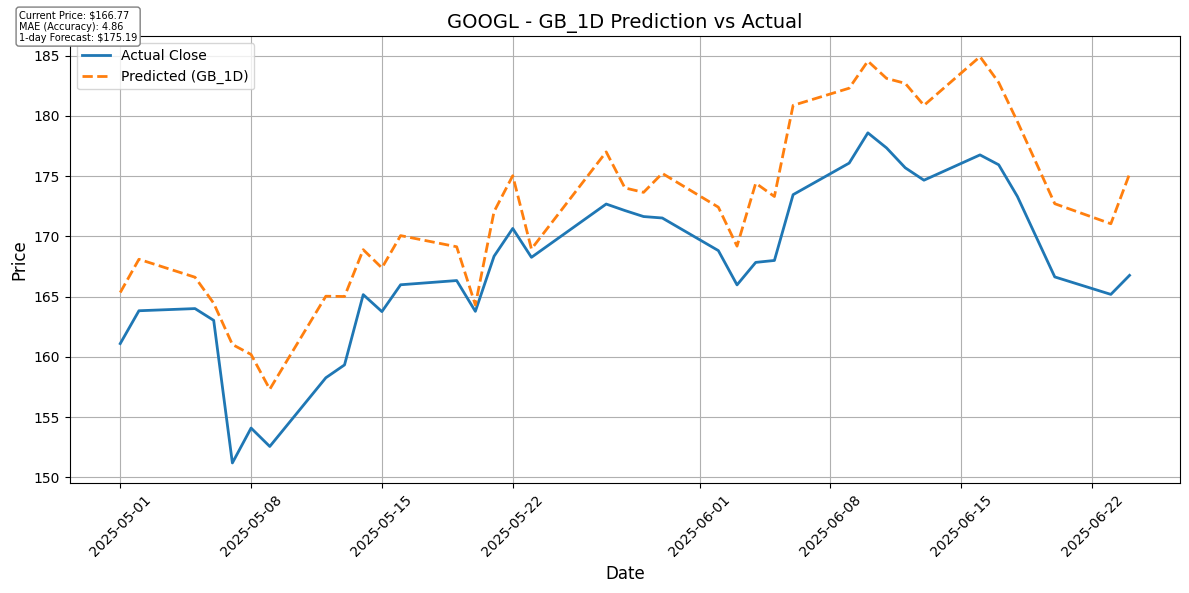 GOOGL - GB_1D Prediction vs Actual
Current Price: $166.77
MAE (Accuracy): 4.86
1-day Forecast: $175.19
Actual Close
Predicted (GB_1D)
Price
185
180
175
170
165
160
155
150
2025-05-01
2025-05-08
2025-05-15
2025-05-22
2025-06-01
2025-06-08
2025-06-15
2025-06-22
Date